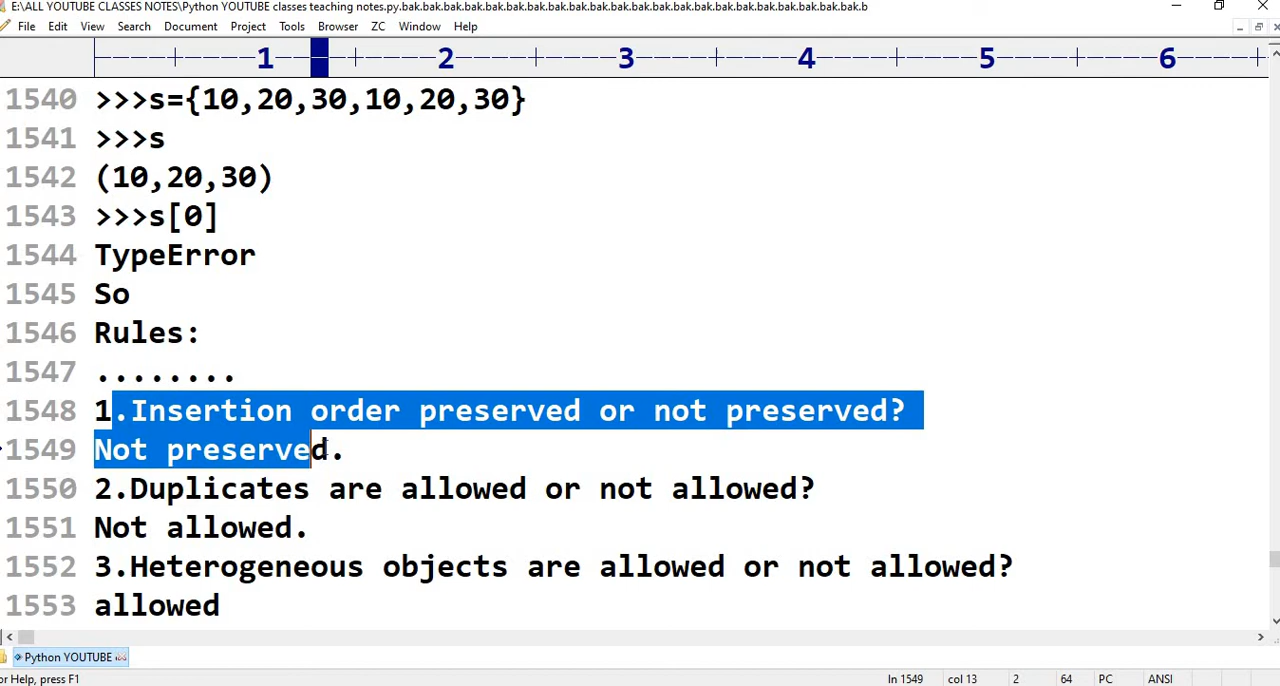 E:\ALL YOUTUBE CLASSES NOTES\Python YOUTUBE classes teaching notes.py.bak.bak.bak.bak.bak.bak.bak.bak.bak.bak.bak.bak.bak.bak.bak.bak.bak.bak.bak.bak.bak.bak.b
File Edit View Search Document Project Tools Browser ZC Window Help
1 2 3 4 5 6
1540 >>>s={10,20,30,10,20,30}
1541 >>>s
1542 (10,20,30)
1543 >>>s[0]
1544 TypeError
1545 So
1546 Rules:
1547 ........
1548 1.Insertion order preserved or not preserved?
1549 Not preserved.
1550 2.Duplicates are allowed or not allowed?
1551 Not allowed.
1552 3.Heterogeneous objects are allowed or not allowed?
1553 allowed
Python YOUTUBE
or Help, press F1 ln 1549 col 13 2 64 PC ANSI